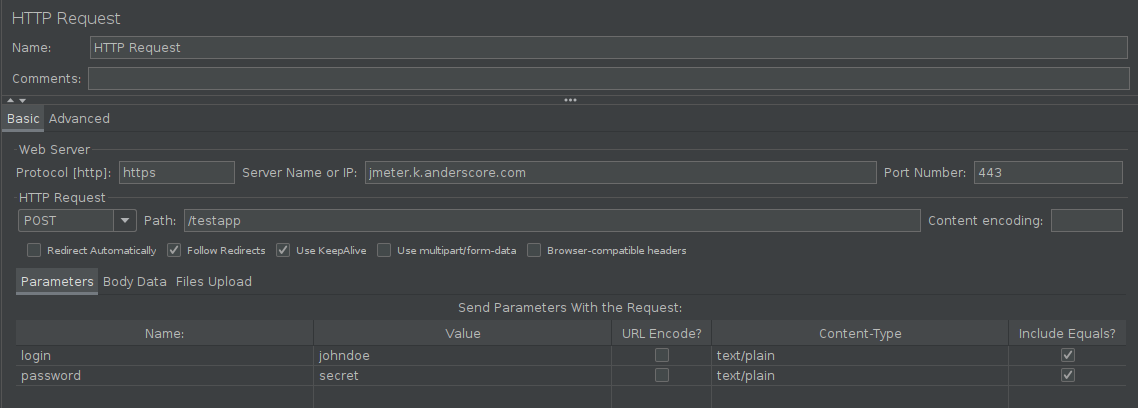 HTTP Request
Name: HTTP Request
Comments:
Basic Advanced
Web Server
Protocol [http]: https Server Name or IP: jmeter.k.anderscore.com Port Number: 443
HTTP Request
POST Path: /testapp Content encoding:
Redirect Automatically Follow Redirects Use KeepAlive Use multipart/form-data Browser-compatible headers
Parameters Body Data Files Upload
Send Parameters With the Request:
Name: Value URL Encode? Content-Type Include Equals?
login johndoe text/plain
password secret text/plain